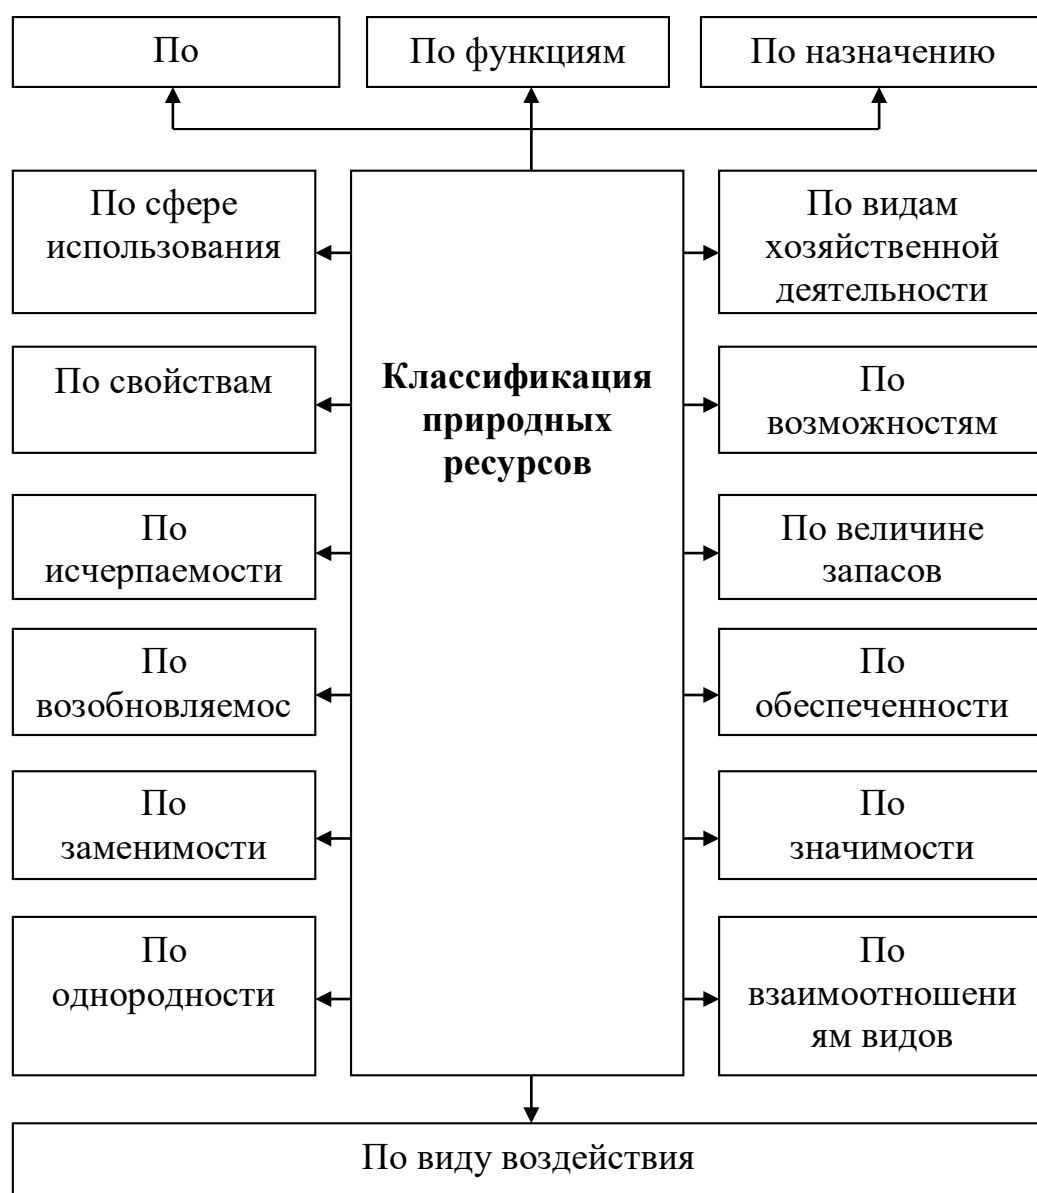 По
По функциям
По назначению
По сфере
использования
По видам
хозяйственной
деятельности
По свойствам
Классификация
природных
ресурсов
По
возможностям
По
исчерпаемости
По величине
запасов
По
возобновляемос
По
обеспеченности
По
заменимости
По
значимости
По
однородности
По
взаимоотношени
ям видов
По виду воздействия